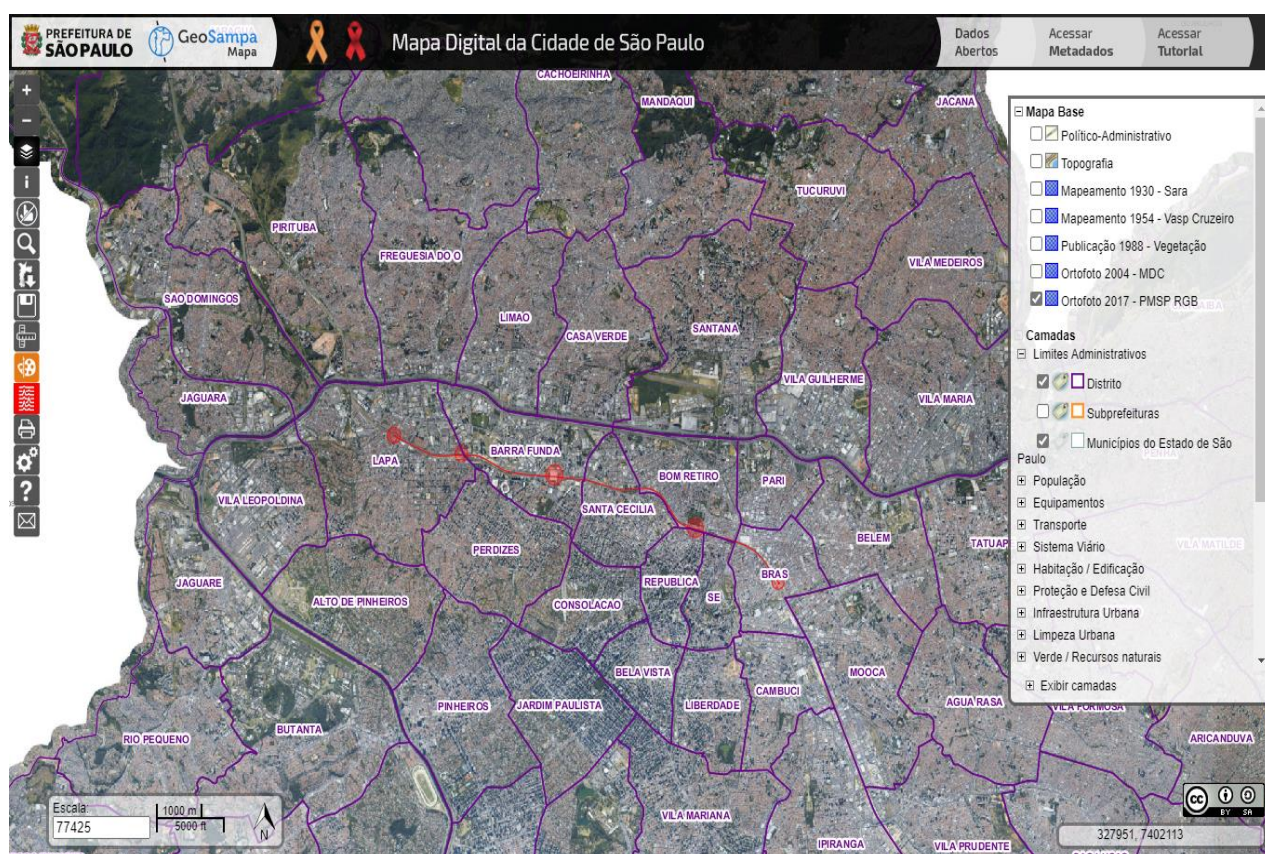 PREFEITURA DE
SÃO PAULO
GeoSampa
Mapa
Mapa Digital da Cidade de São Paulo
Dados
Abertos
Acessar
Metadados
Acessar
Tutorial
CACHOEIRINHA
MANDAQUI
JACANA
TUCURUVI
PIRITUBA
FREGUESIA DO O
VILA MEDEIROS
SAO DOMINGOS
LIMAO
CASA VERDE
SANTANA
VILA GUILHERME
JAGUARA
VILA MARIA
LAPA
BARRA FUNDA
BOM RETIRO
PARI
VILA LEOPOLDINA
SANTA CECILIA
BELEM
TATUAP
PERDIZES
JAGUARE
ALTO DE PINHEIROS
REPUBLICA
BRAS
CONSOLACAO
SE
BELA VISTA
MOOCA
CAMBUCI
PINHEIROS
JARDIM PAULISTA
LIBERDADE
AGUA RASA
VILA FORMOSA
BUTANTA
RIO PEQUENO
ARICANDUVA
VILA MARIANA
IPIRANGA
VILA PRUDENTE
Mapa Base
Político-Administrativo
Topografia
Mapeamento 1930 - Sara
Mapeamento 1954 - Vasp Cruzeiro
Publicação 1988 - Vegetação
Ortofoto 2004 - MDC
Ortofoto 2017 - PMSP RGB
Camadas
Limites Administrativos
Distrito
Subprefeituras
Municípios do Estado de São
Paulo
PENHA
População
Equipamentos
Transporte
Sistema Viário
VILA MATILDE
Habitação / Edificação
Proteção e Defesa Civil
Infraestrutura Urbana
Limpeza Urbana
Verde / Recursos naturais
Exibir camadas
Escala:
77425
1000 m
5000 ft
N
cc
BY SA
327951, 7402113